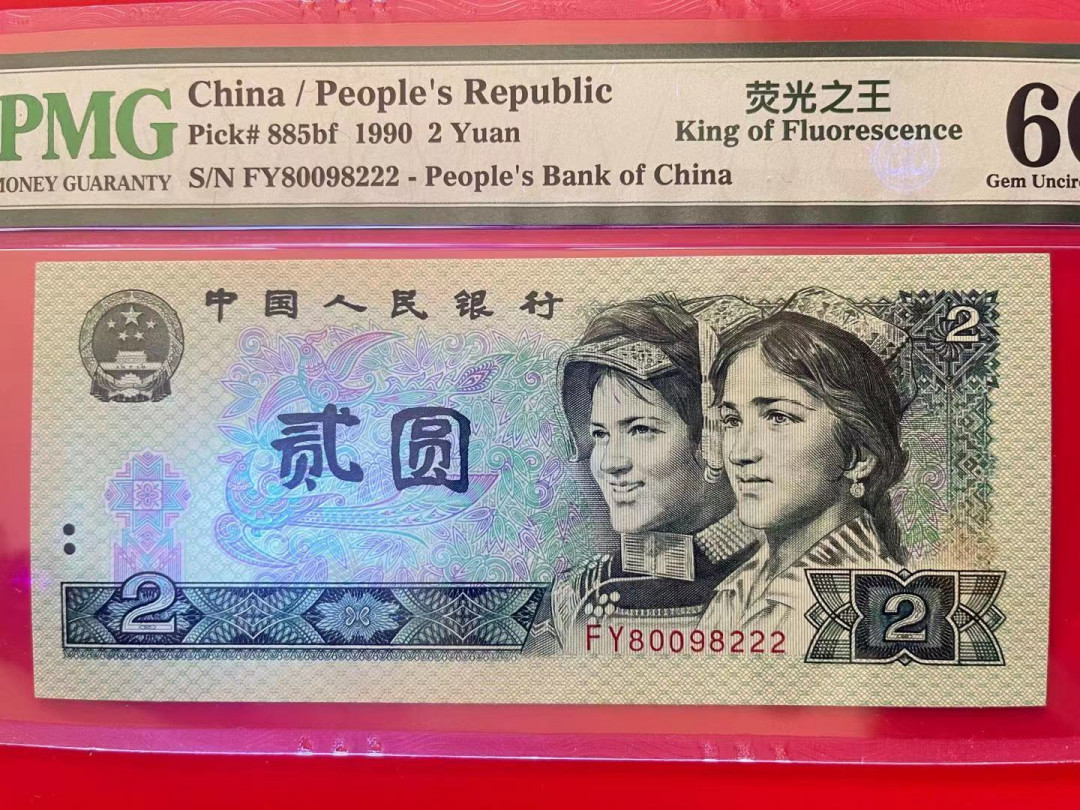 PMG
MONEY GUARANTY
China / People's Republic
Pick# 885bf 1990 2 Yuan
S/N FY80098222 - People's Bank of China
荧光之王
King of Fluorescence
Gem
中国人民银行
2
贰圆
2
FY80098222
2